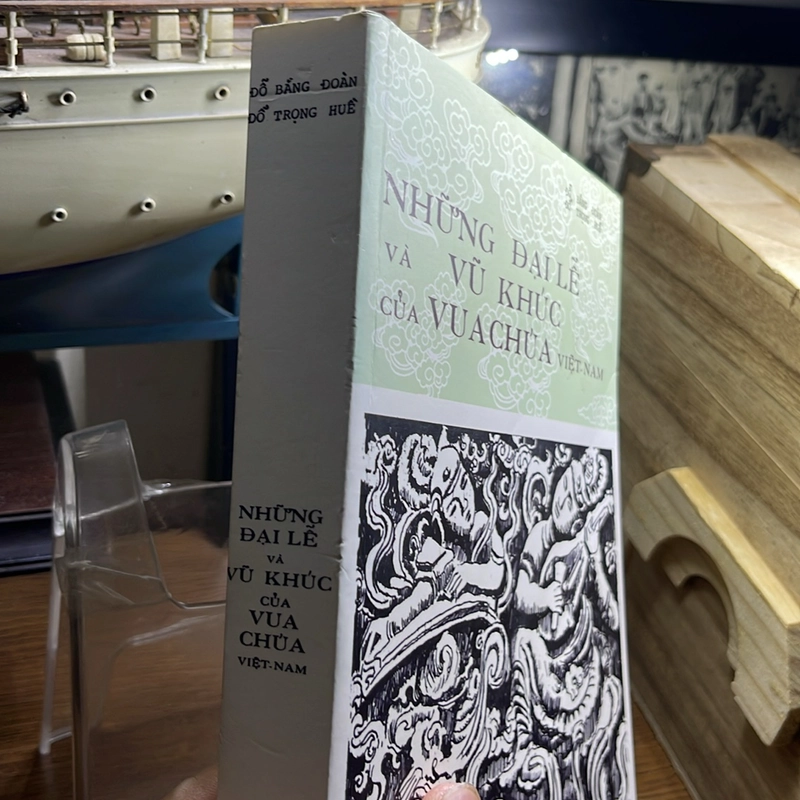 ĐỖ BẰNG ĐOÀN
ĐỖ TRỌNG HUỀ
NHỮNG
ĐẠI LỄ
VÀ
VŨ KHÚC
CỦA
VUA
CHÚA
VIỆT-NAM
NHỮNG ĐẠI LỄ
VÀ VŨ KHÚC
CỦA VUA CHÚA VIỆT-NAM